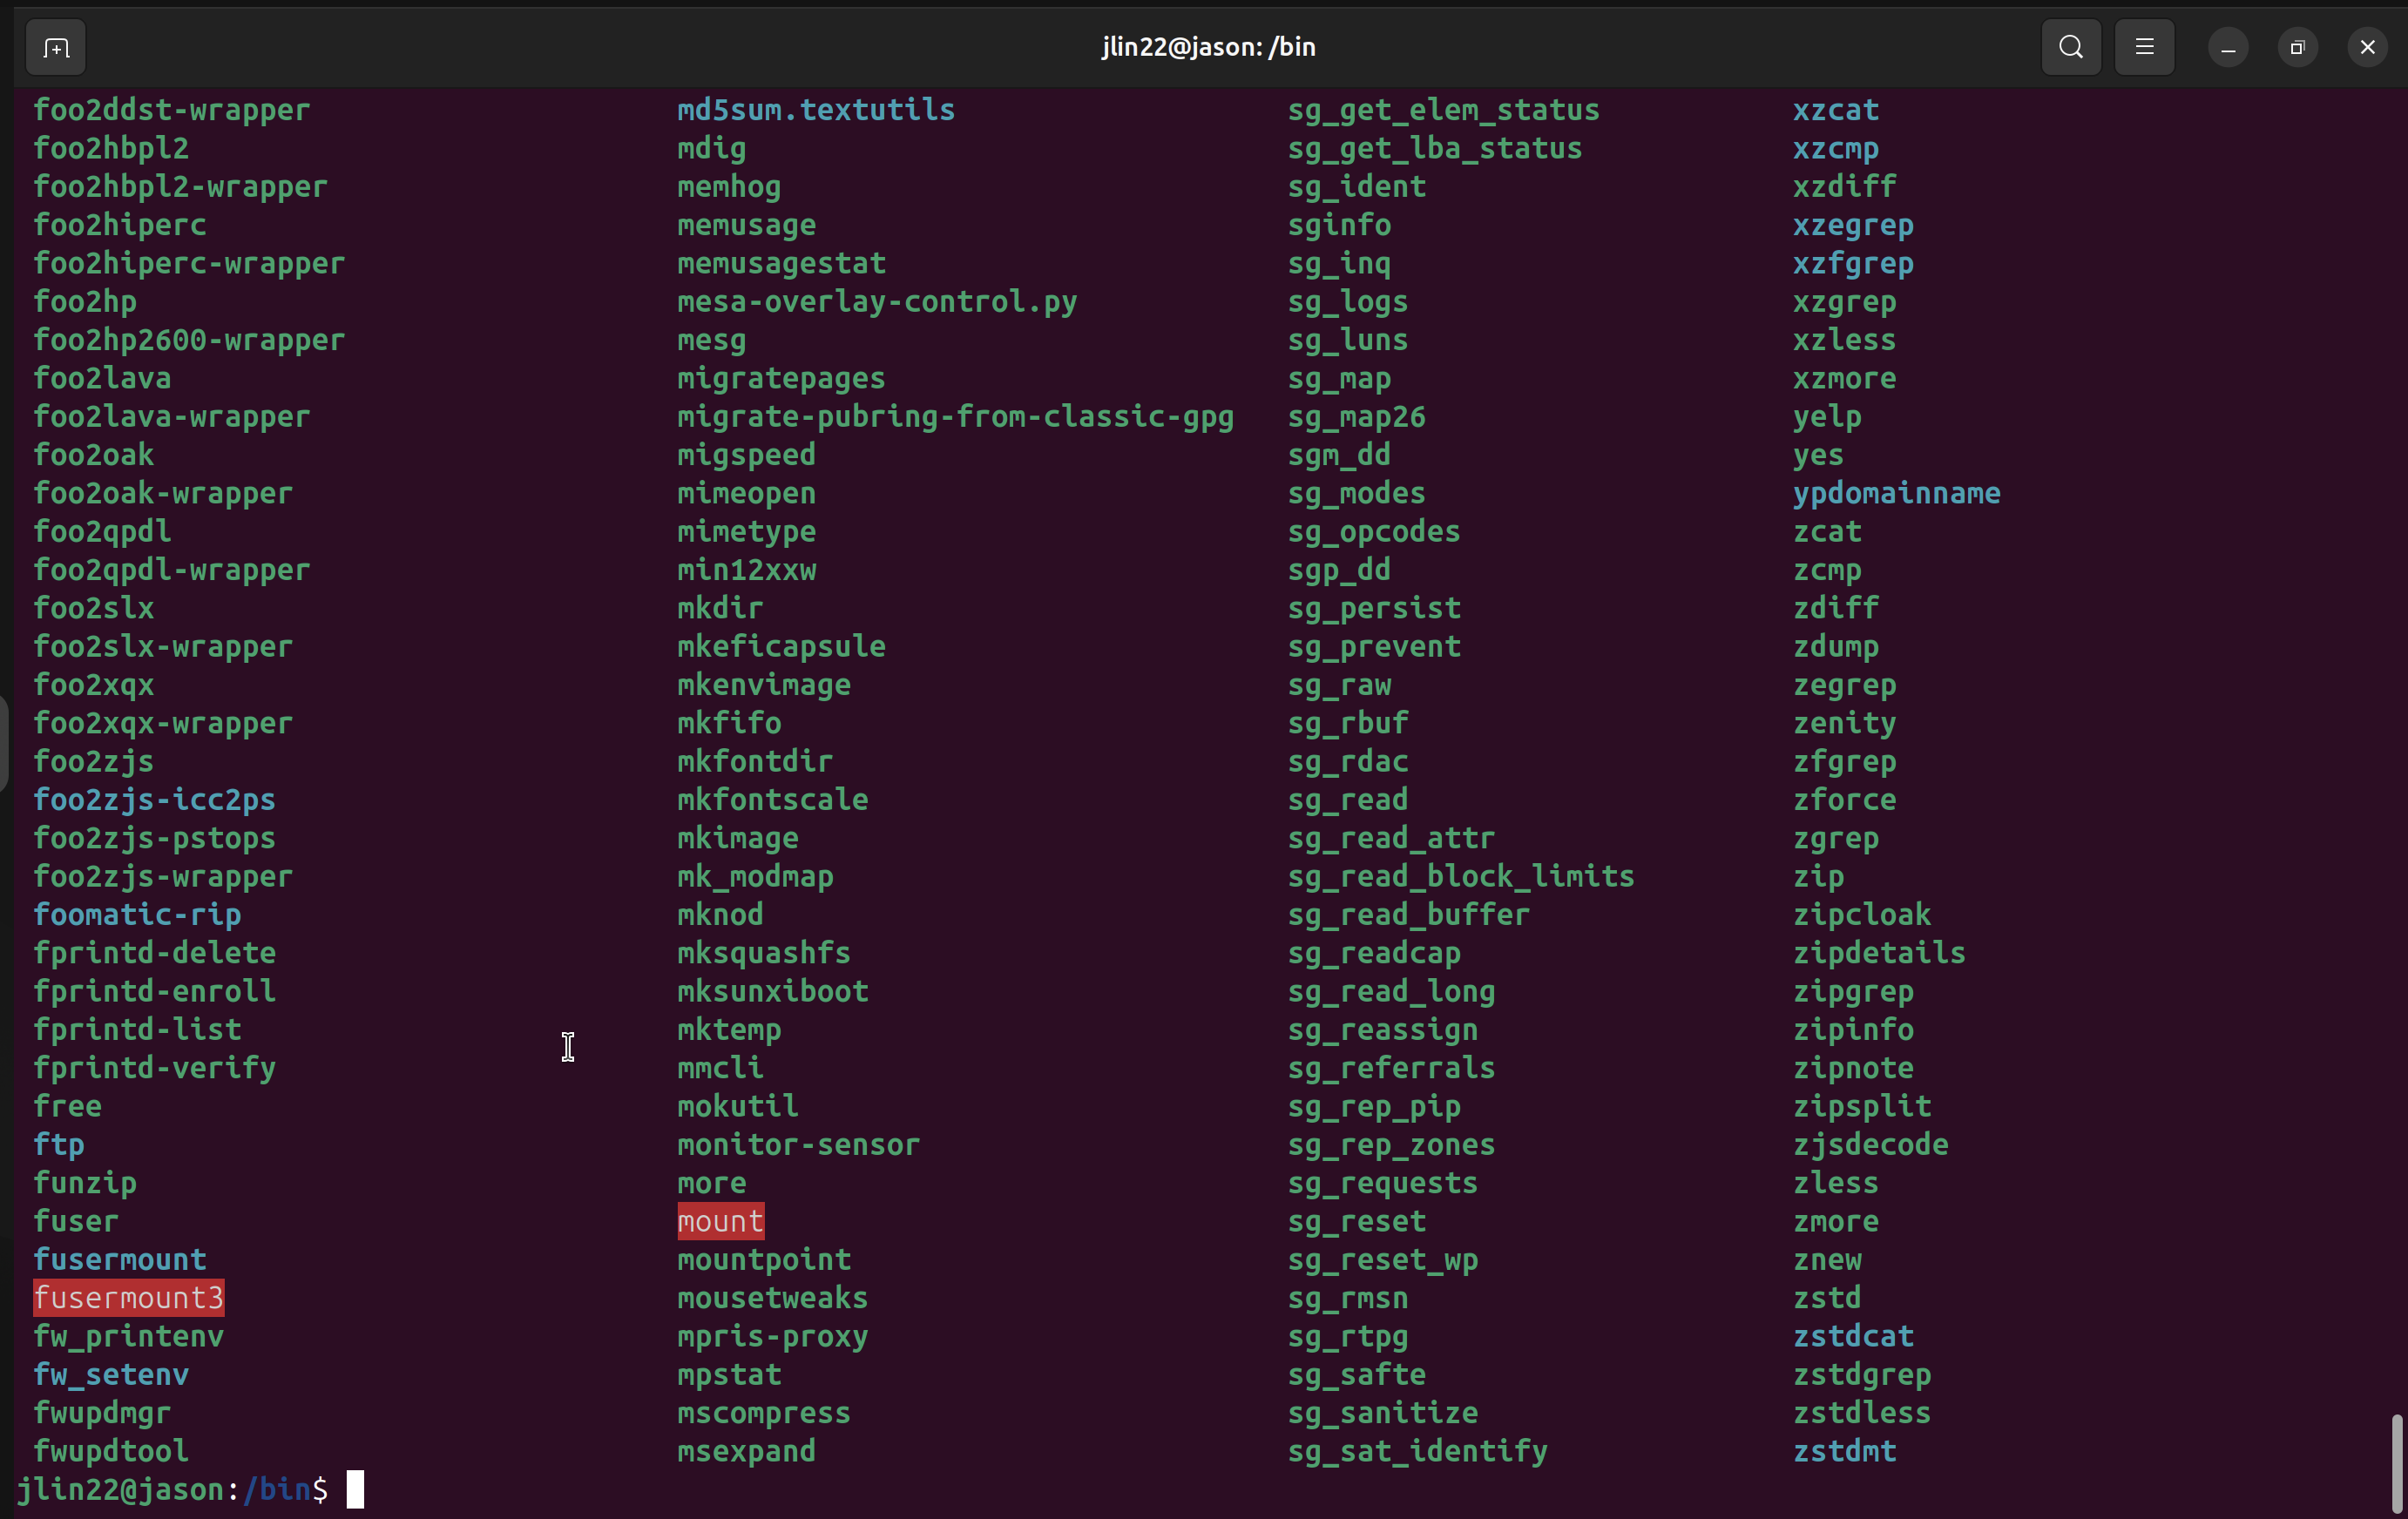 jlin22@jason: /bin
foo2ddst-wrapper md5sum.textutils sg_get_elem_status xzcat
foo2hbpl2 mdig sg_get_lba_status xzcmp
foo2hbpl2-wrapper memhog sg_ident xzdiff
foo2hiperc memusage sginfo xzegrep
foo2hiperc-wrapper memusagestat sg_inq xzfgrep
foo2hp mesa-overlay-control.py sg_logs xzgrep
foo2hp2600-wrapper mesg sg_luns xzless
foo2lava migratepages sg_map xzmore
foo2lava-wrapper migrate-pubring-from-classic-gpg sg_map26 yelp
foo2oak migspeed sgm_dd yes
foo2oak-wrapper mimeopen sg_modes ypdomainname
foo2qpdl mimetype sg_opcodes zcat
foo2qpdl-wrapper min12xxw sgp_dd zcmp
foo2slx mkdir sg_persist zdiff
foo2slx-wrapper mkeficapsule sg_prevent zdump
foo2xqx mkenvimage sg_raw zegrep
foo2xqx-wrapper mkfifo sg_rbuf zenity
foo2zjs mkfontdir sg_rdac zfgrep
foo2zjs-icc2ps mkfontscale sg_read zforce
foo2zjs-pstops mkimage sg_read_attr zgrep
foo2zjs-wrapper mk_modmap sg_read_block_limits zip
foomatic-rip mknod sg_read_buffer zipcloak
fprintd-delete mksquashfs sg_readcap zipdetails
fprintd-enroll mksunxiboot sg_read_long zipgrep
fprintd-list mktemp sg_reassign zipinfo
fprintd-verify mmcli sg_referrals zipnote
free mokutil sg_rep_pip zipsplit
ftp monitor-sensor sg_rep_zones zjsdecode
funzip more sg_requests zless
fuser mount sg_reset zmore
fusermount mountpoint sg_reset_wp znew
fusermount3 mousetweaks sg_rmsn zstd
fw_printenv mpris-proxy sg_rtpg zstdcat
fw_setenv mpstat sg_safte zstdgrep
fwupdmgr mscompress sg_sanitize zstdless
fwupdtool msexpand sg_sat_identify zstdmt
jlin22@jason:/bin$